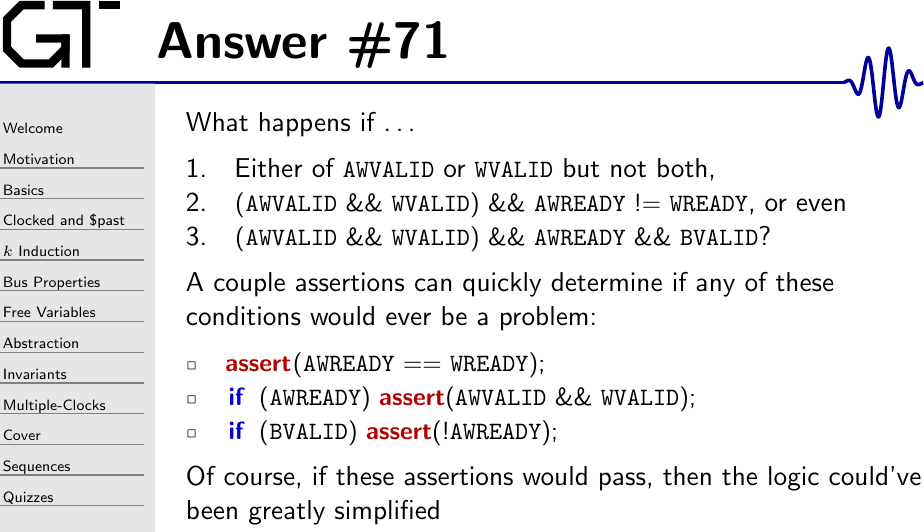 GT
Answer #71
Welcome
Motivation
Basics
Clocked and $past
k Induction
Bus Properties
Free Variables
Abstraction
Invariants
Multiple-Clocks
Cover
Sequences
Quizzes
What happens if . . .
1. Either of AWVALID or WVALID but not both,
2. (AWVALID && WVALID) && AWREADY != WREADY, or even
3. (AWVALID && WVALID) && AWREADY && BVALID?
A couple assertions can quickly determine if any of these
conditions would ever be a problem:
□ assert(AWREADY == WREADY);
□ if (AWREADY) assert(AWVALID && WVALID);
□ if (BVALID) assert(!AWREADY);
Of course, if these assertions would pass, then the logic could've
been greatly simplified